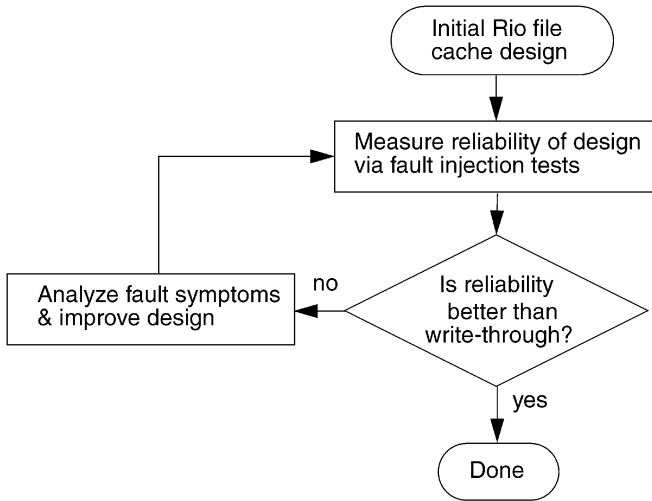 Initial Rio file
cache design
Measure reliability of design
via fault injection tests
Is reliability
better than
write-through?
no
Analyze fault symptoms
& improve design
yes
Done